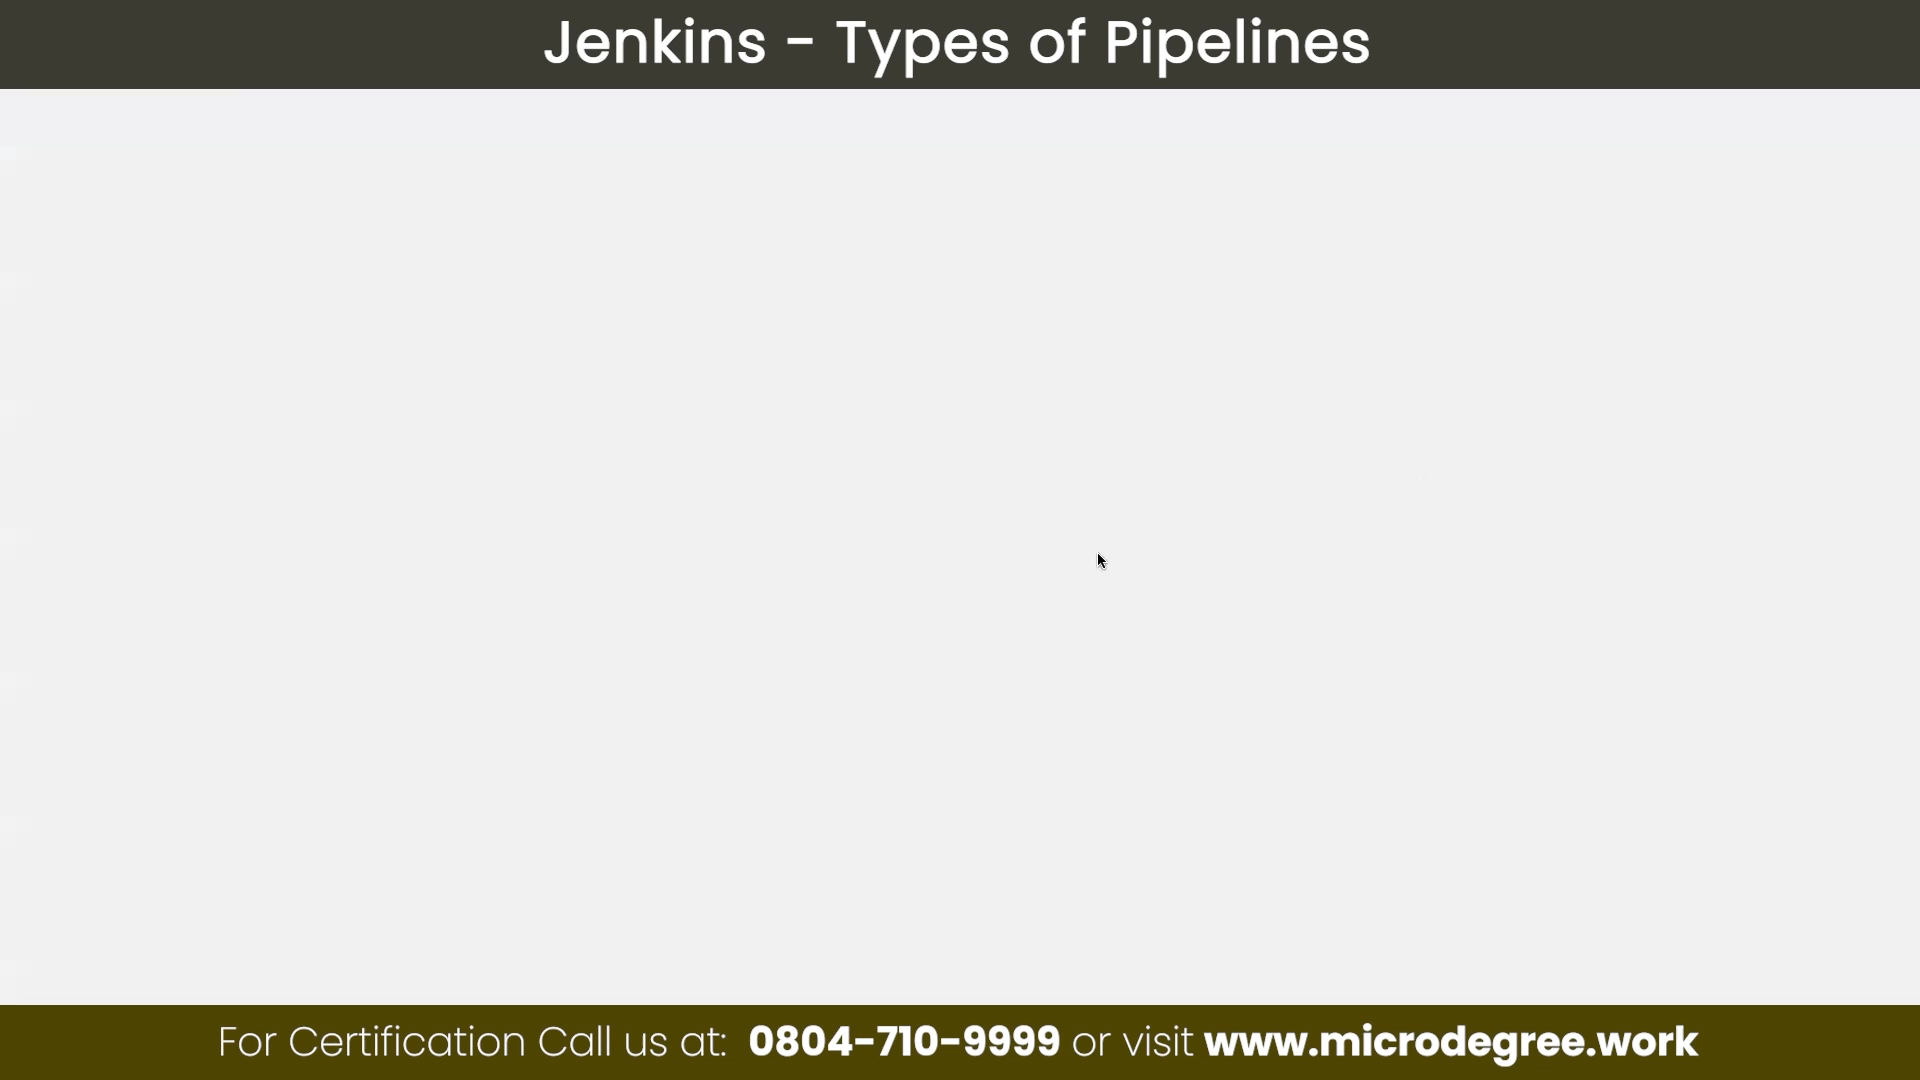 Jenkins - Types of Pipelines
For Certification Call us at: 0804-710-9999 or visit www.microdegree.work